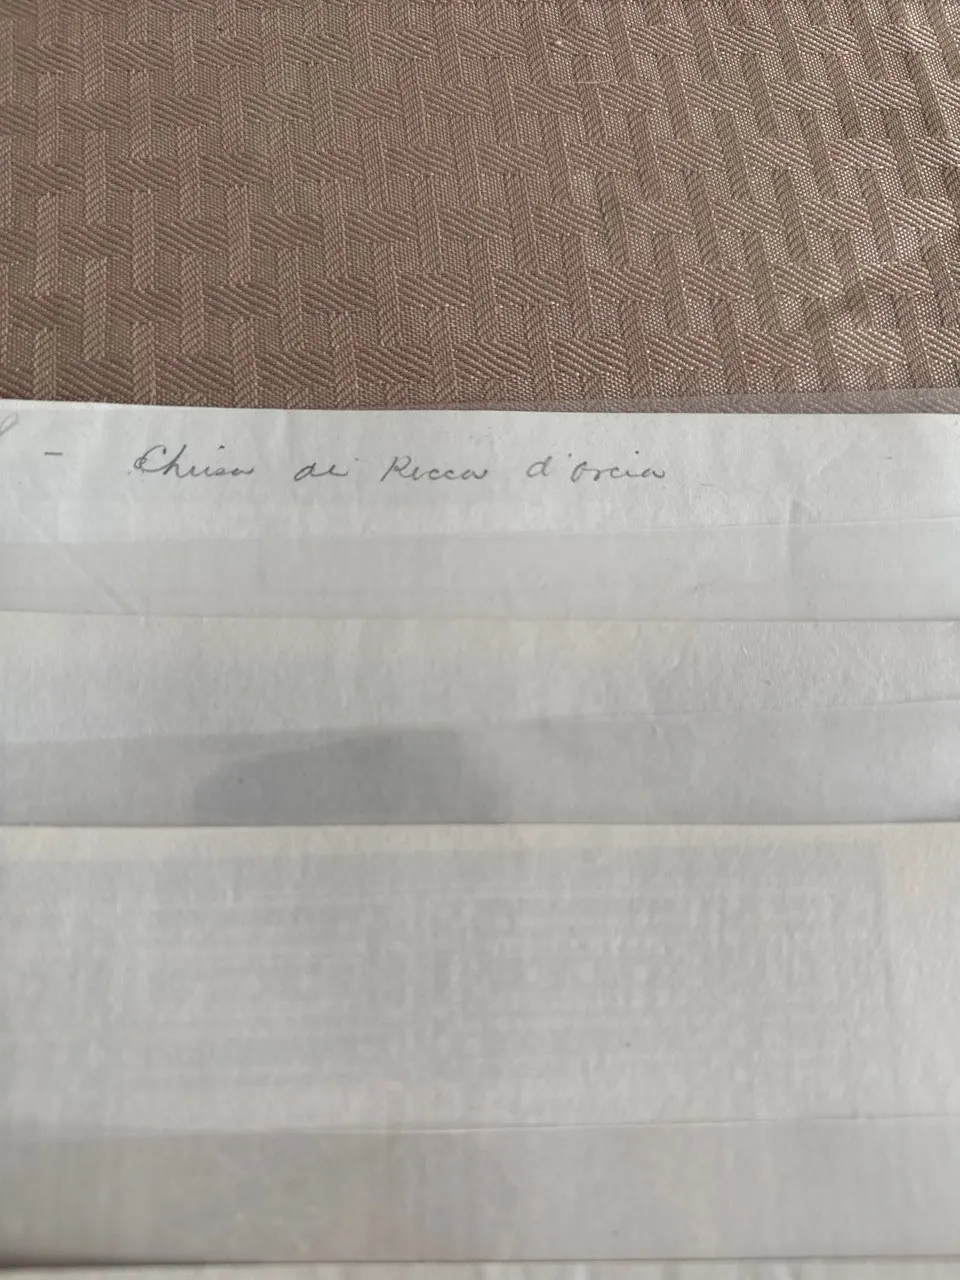 - Chiesa di Rocca d'Orcia